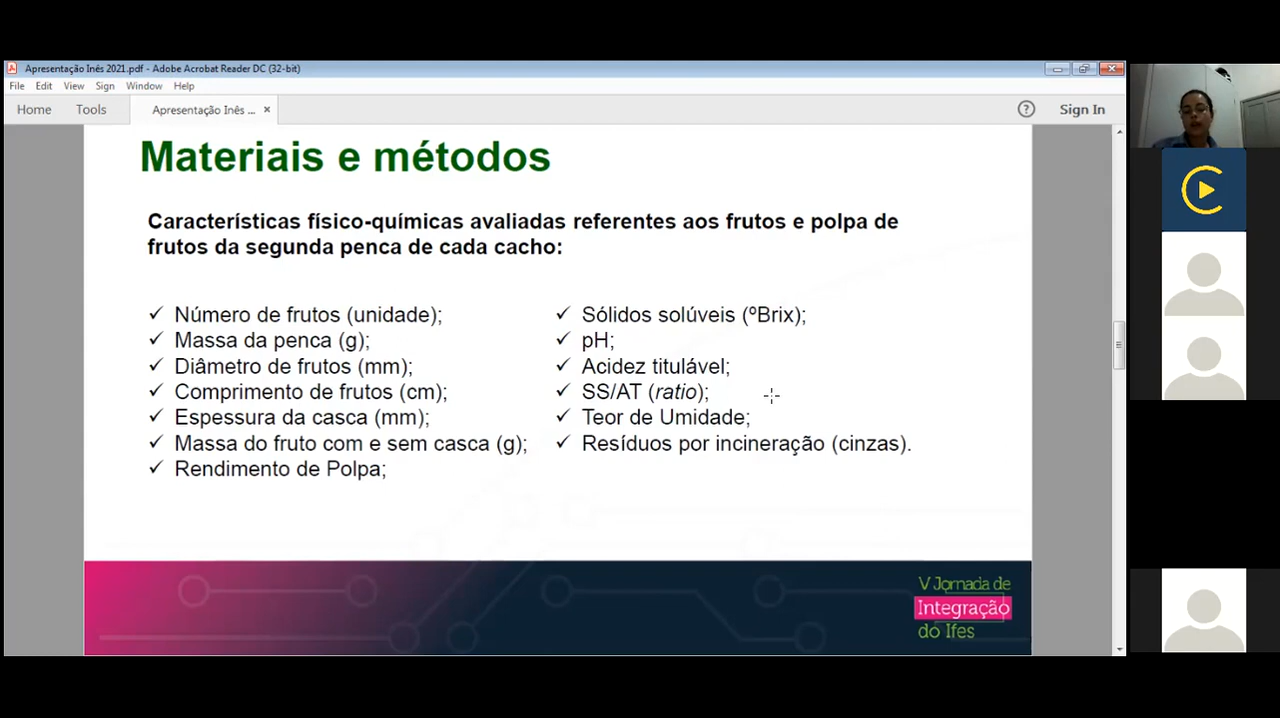 Apresentação Inês 2021.pdf - Adobe Acrobat Reader DC (32-bit)
File Edit View Sign Window Help
Home Tools Apresentação Inês ... × ? Sign In
Materiais e métodos
Características físico-químicas avaliadas referentes aos frutos e polpa de
frutos da segunda penca de cada cacho:
✓ Número de frutos (unidade);
✓ Massa da penca (g);
✓ Diâmetro de frutos (mm);
✓ Comprimento de frutos (cm);
✓ Espessura da casca (mm);
✓ Massa do fruto com e sem casca (g);
✓ Rendimento de Polpa;
✓ Sólidos solúveis (ºBrix);
✓ pH;
✓ Acidez titulável;
✓ SS/AT (ratio);
✓ Teor de Umidade;
✓ Resíduos por incineração (cinzas).
V Jornada de
Integração
do Ifes